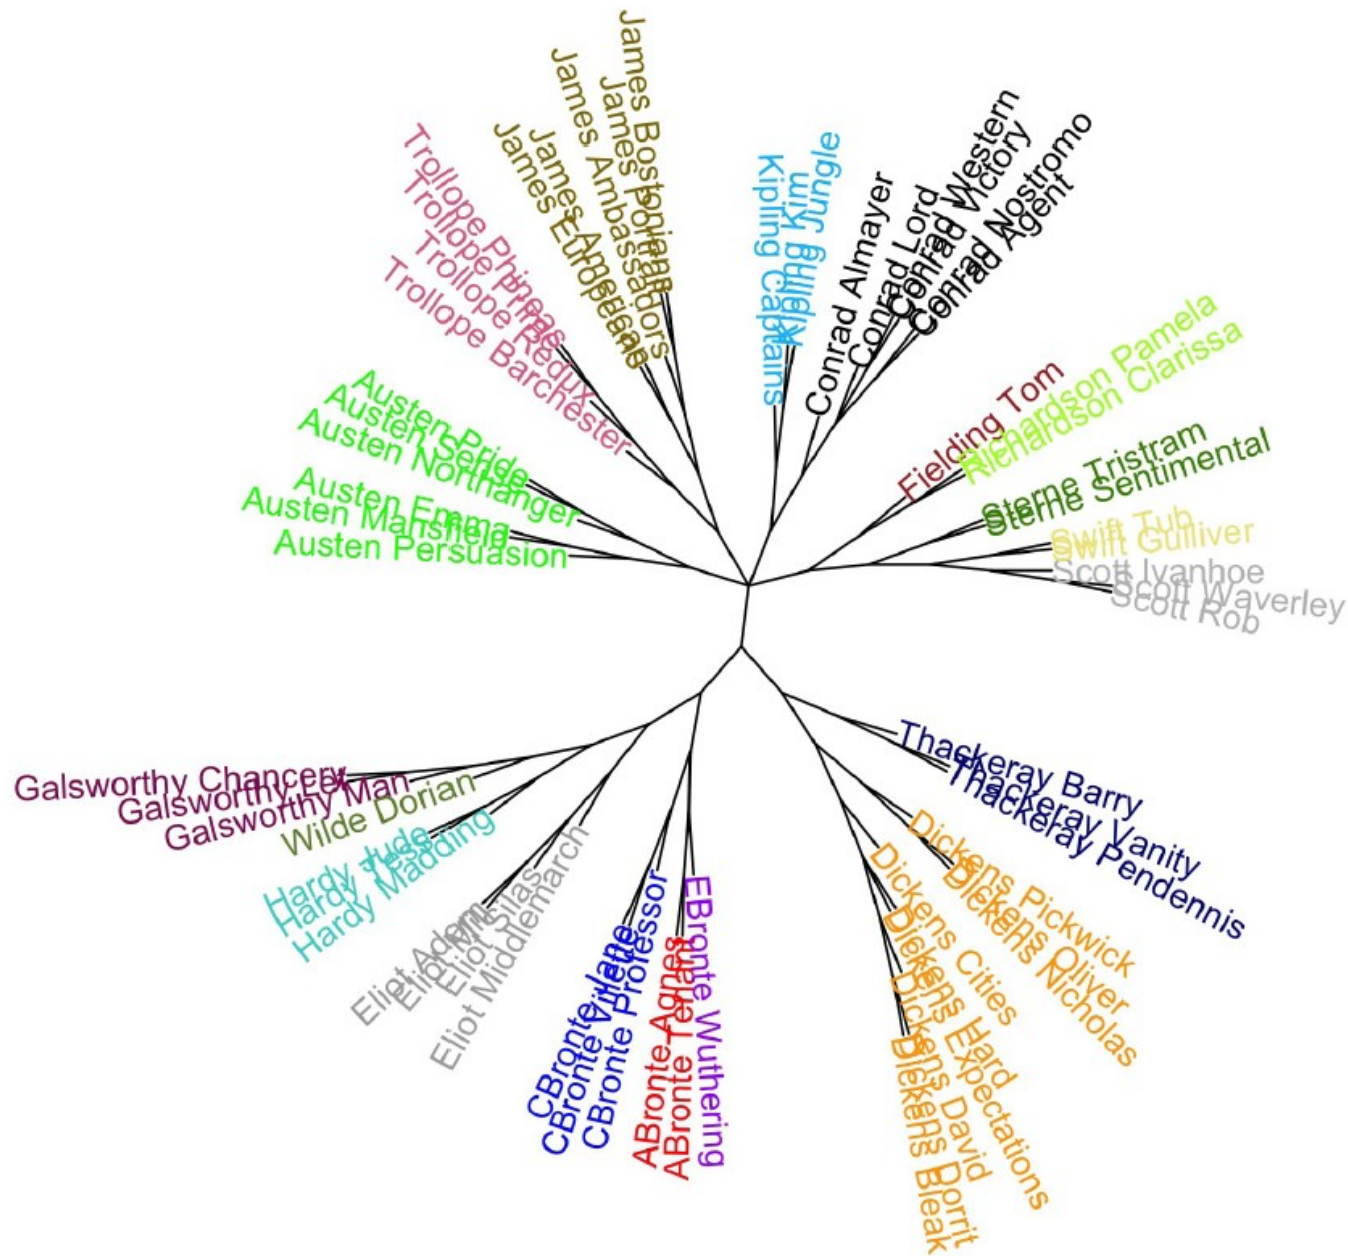 James Bostonians
James Portrait
James Ambassadors
James American
James Europeans
Trollope Phineas
Trollope Prime
Trollope Redux
Trollope Barchester
Austen Pride
Austen Sense
Austen Northanger
Austen Emma
Austen Mansfield
Austen Persuasion
Kipling Captains
Kipling Kim
Kipling Jungle
Conrad Almayer
Conrad Lord
Conrad Western
Conrad Victory
Conrad Nostromo
Conrad Agent
Fielding Tom
Richardson Pamela
Richardson Clarissa
Sterne Tristram
Sterne Sentimental
Swift Tub
Swift Gulliver
Scott Ivanhoe
Scott Waverley
Scott Rob
Thackeray Barry
Thackeray Vanity
Thackeray Pendennis
Dickens Pickwick
Dickens Oliver
Dickens Nicholas
Dickens Cities
Dickens Hard
Dickens Expectations
Dickens David
Dickens Dorrit
Dickens Bleak
EBronte Wuthering
ABronte Tenant
ABronte Agnes
CBronte Professor
CBronte Villette
CBronte Jane
Eliot Middlemarch
Eliot Silas
Eliot Mill
Eliot Adam
Hardy Madding
Hardy Tess
Hardy Jude
Wilde Dorian
Galsworthy Man
Galsworthy Lex
Galsworthy Chancery